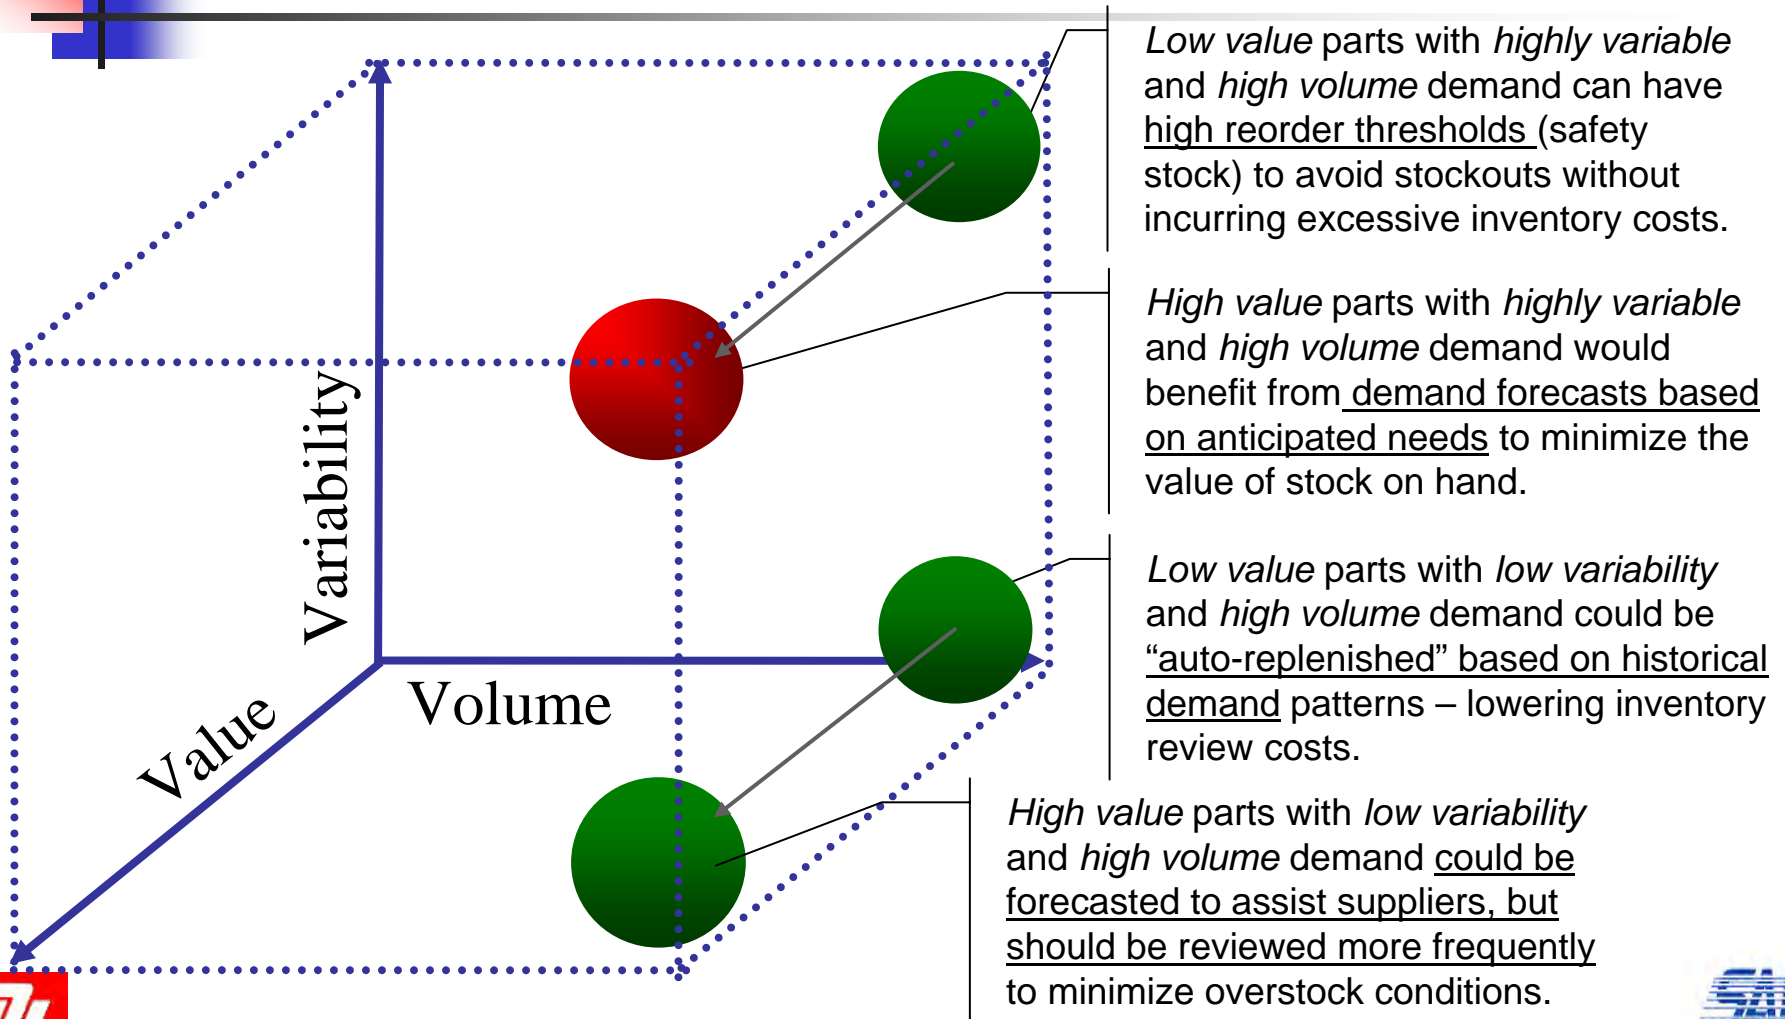 Low value parts with highly variable
and high volume demand can have
high reorder thresholds (safety
stock) to avoid stockouts without
incurring excessive inventory costs.
High value parts with highly variable
and high volume demand would
benefit from demand forecasts based
on anticipated needs to minimize the
value of stock on hand.
Variability
Low value parts with low variability
and high volume demand could be
“auto-replenished” based on historical
demand patterns – lowering inventory
review costs.
Volume
Value
High value parts with low variability
and high volume demand could be
forecasted to assist suppliers, but
should be reviewed more frequently
to minimize overstock conditions.